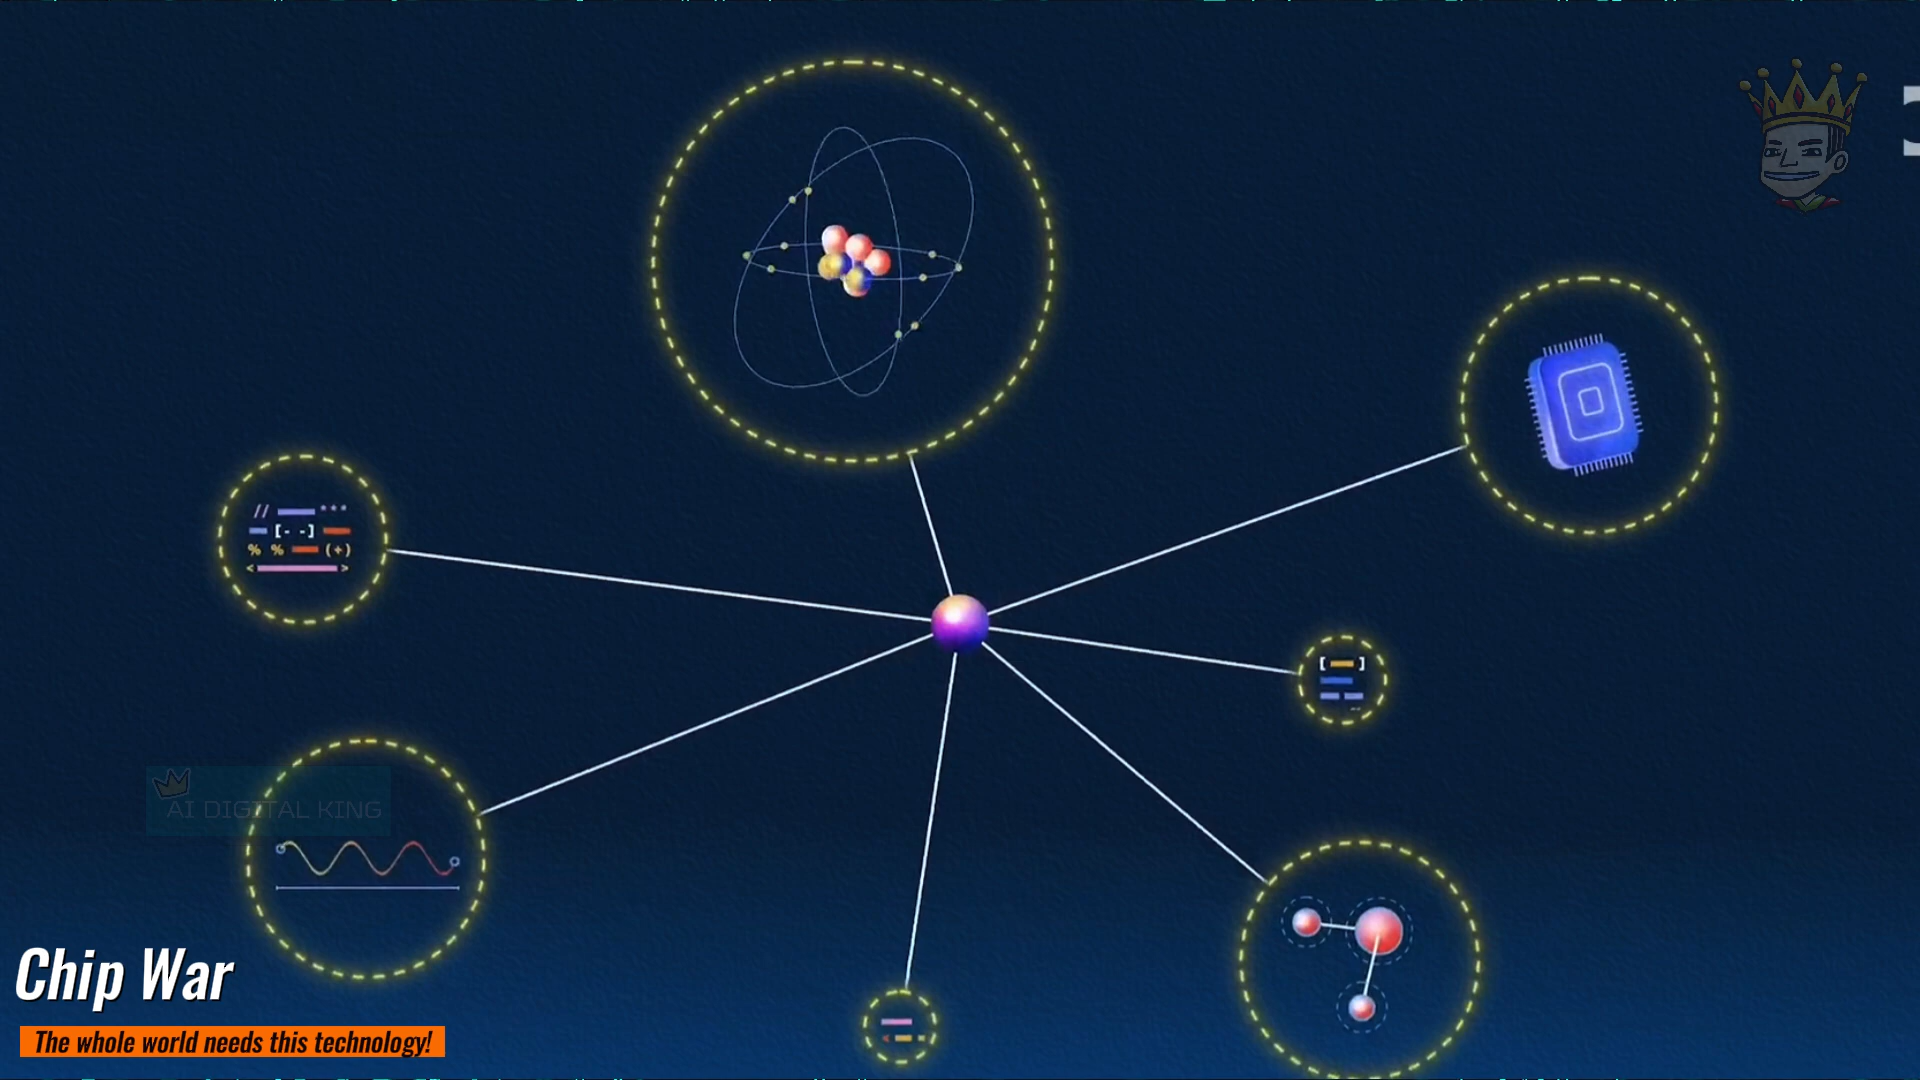 // ***
[- -]
% % (+)
< >
[ ]
AI DIGITAL KING
Chip War
The whole world needs this technology!